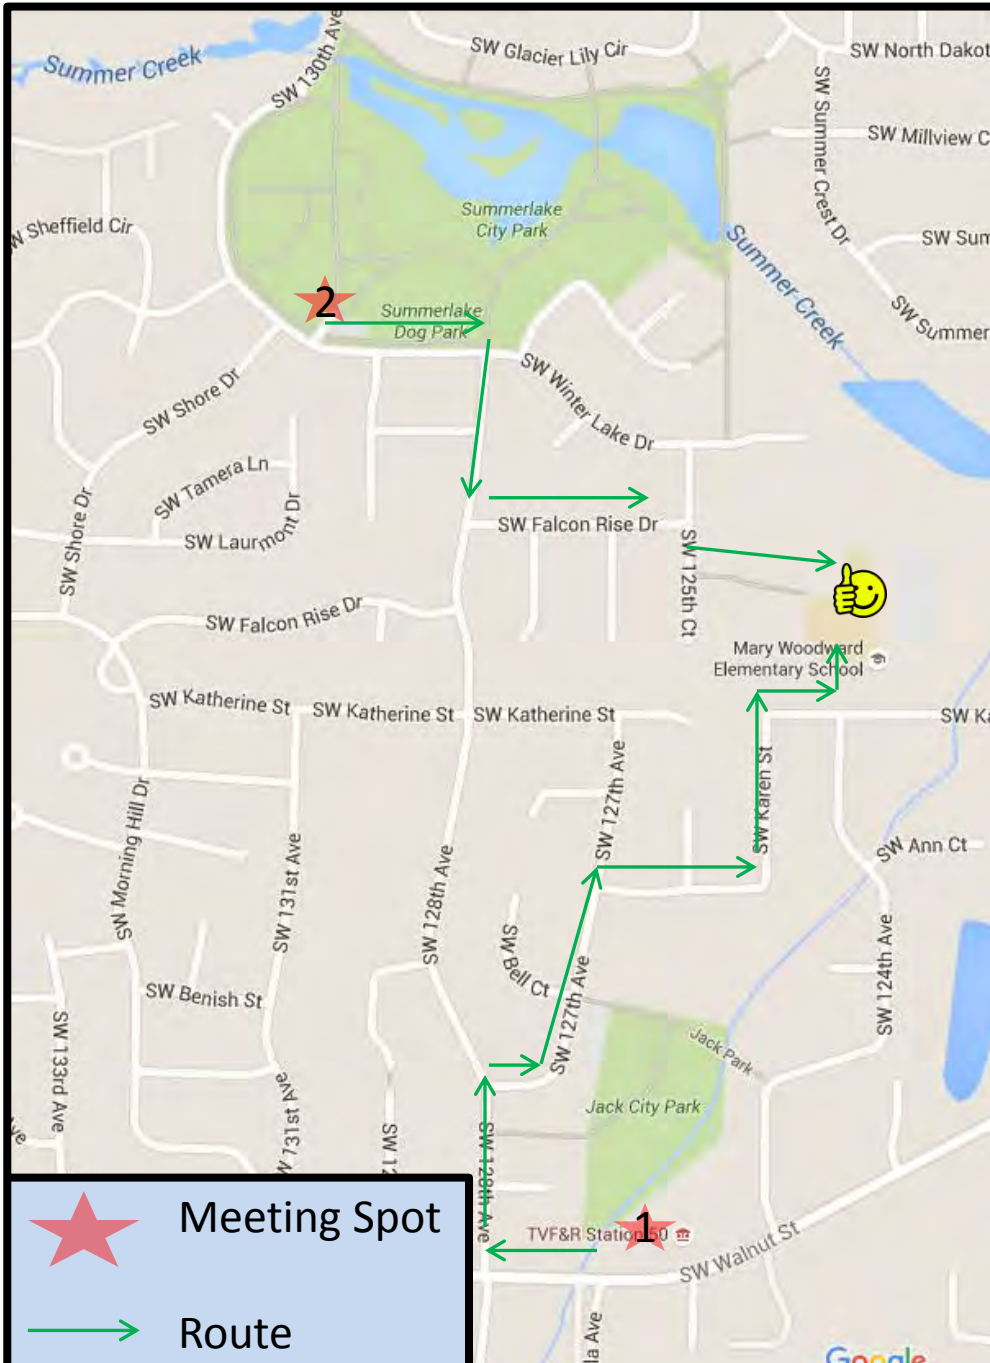 Summer Creek
SW 130th Ave
SW Glacier Lily Cir
SW North Dakot
SW Summer Crest Dr
SW Millview C
SW Sheffield Cir
Summerlake
City Park
Summer Creek
SW Sum
2
Summerlake
Dog Park
SW Summer
SW Shore Dr
SW Winter Lake Dr
SW Tamera Ln
SW Shore Dr
SW Laurmont Dr
SW Falcon Rise Dr
SW 125th Ct
SW Falcon Rise Dr
Mary Woodward
Elementary School
SW Katherine St
SW Katherine St
SW Katherine St
SW Ka
SW Morning Hill Dr
SW 127th Ave
SW Karen St
SW 131st Ave
SW 128th Ave
SW Ann Ct
SW Bell Ct
SW Benish St
SW 127th Ave
SW 124th Ave
SW 133rd Ave
Jack Park
Jack City Park
Ave
W 131st Ave
SW 12
SW 128th Ave
TVF&R Station 50
1
SW Walnut St
la Ave
Meeting Spot
Route
Google